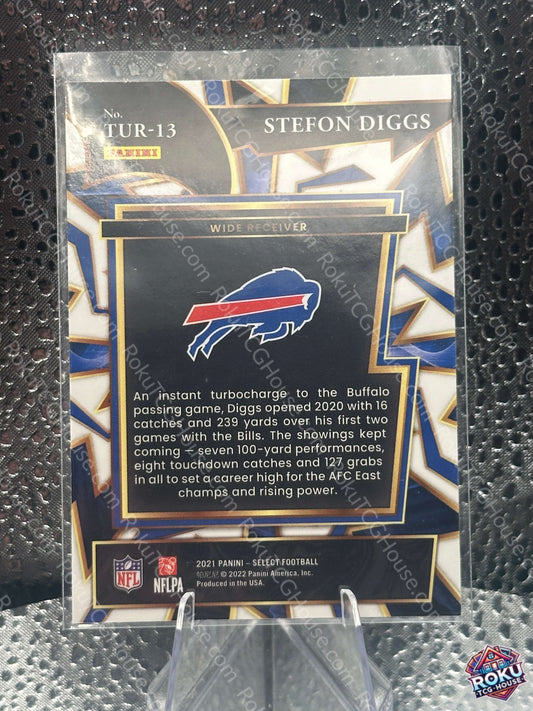 No.
TUR-13
PANINI
STEFON DIGGS
WIDE RECEIVER
An instant turbocharge to the Buffalo
passing game, Diggs opened 2020 with 16
catches and 239 yards over his first two
games with the Bills. The showings kept
coming – seven 100-yard performances,
eight touchdown catches and 127 grabs
in all to set a career high for the AFC East
champs and rising power.
NFL
NFLPA
2021 PANINI – SELECT FOOTBALL
© 2022 Panini America, Inc.
Produced in the USA.
RokuTCGHouse.com
ROKU
TCG-HOUSE